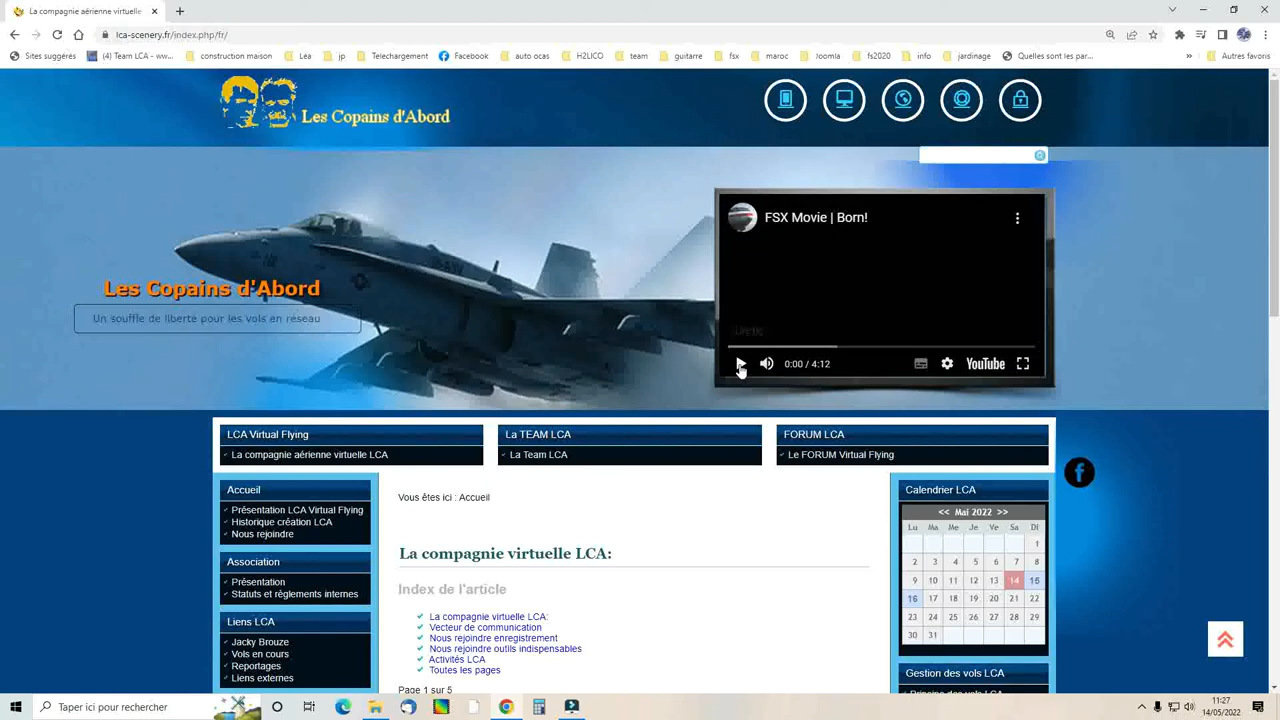 La compagnie aérienne virtuelle
lca-scenery.fr/index.php/fr/
Sites suggérés
(4) Team LCA - www...
construction maison
Léa
jp
Telechargement
Facebook
auto ocas
H2LICO
team
guitarre
fsx
maroc
Joomla
fs2020
info
jardinage
Quelles sont les par...
»
Autres favoris
Les Copains d'Abord
FSX Movie | Born!
Les Copains d'Abord
Un souffle de liberté pour les vols en réseau
0:00 / 4:12
YouTube
LCA Virtual Flying
La compagnie aérienne virtuelle LCA
La TEAM LCA
La Team LCA
FORUM LCA
Le FORUM Virtual Flying
Accueil
Présentation LCA Virtual Flying
Historique création LCA
Nous rejoindre
Association
Présentation
Statuts et règlements internes
Liens LCA
Jacky Brouze
Vols en cours
Reportages
Liens externes
Vous êtes ici : Accueil
La compagnie virtuelle LCA:
Index de l'article
La compagnie virtuelle LCA:
Vecteur de communication
Nous rejoindre enregistrement
Nous rejoindre outils indispensables
Activités LCA
Toutes les pages
Page 1 sur 5
Calendrier LCA
<< Mai 2022 >>
Lu Ma Me Je Ve Sa Di
1
2 3 4 5 6 7 8
9 10 11 12 13 14 15
16 17 18 19 20 21 22
23 24 25 26 27 28 29
30 31
Gestion des vols LCA
Principe des vols LCA
Taper ici pour rechercher
11:27
14/05/2022